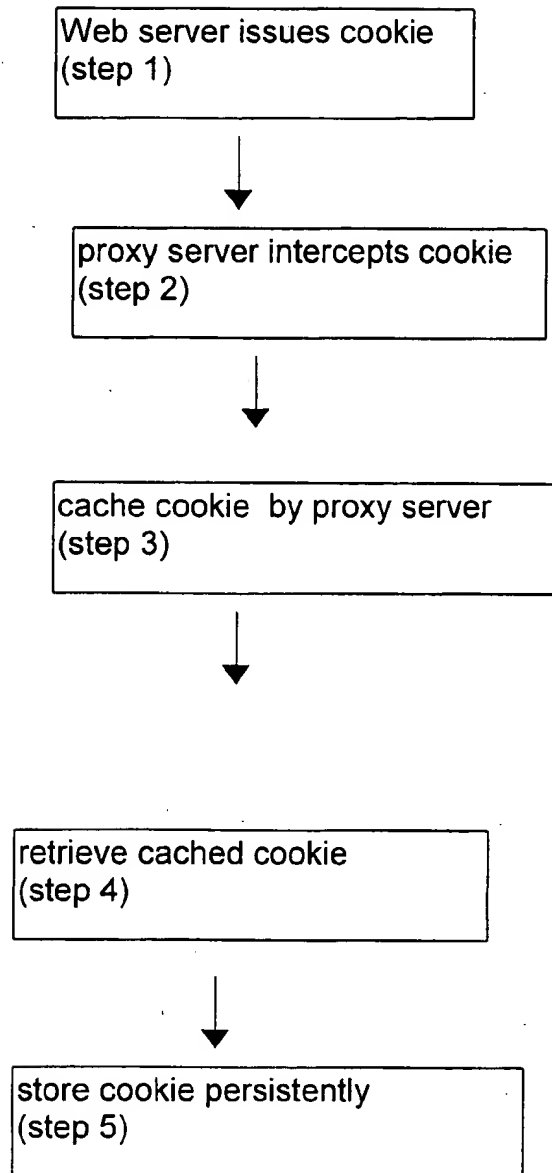 Web server issues cookie
(step 1)
proxy server intercepts cookie
(step 2)
cache cookie by proxy server
(step 3)
retrieve cached cookie
(step 4)
store cookie persistently
(step 5)